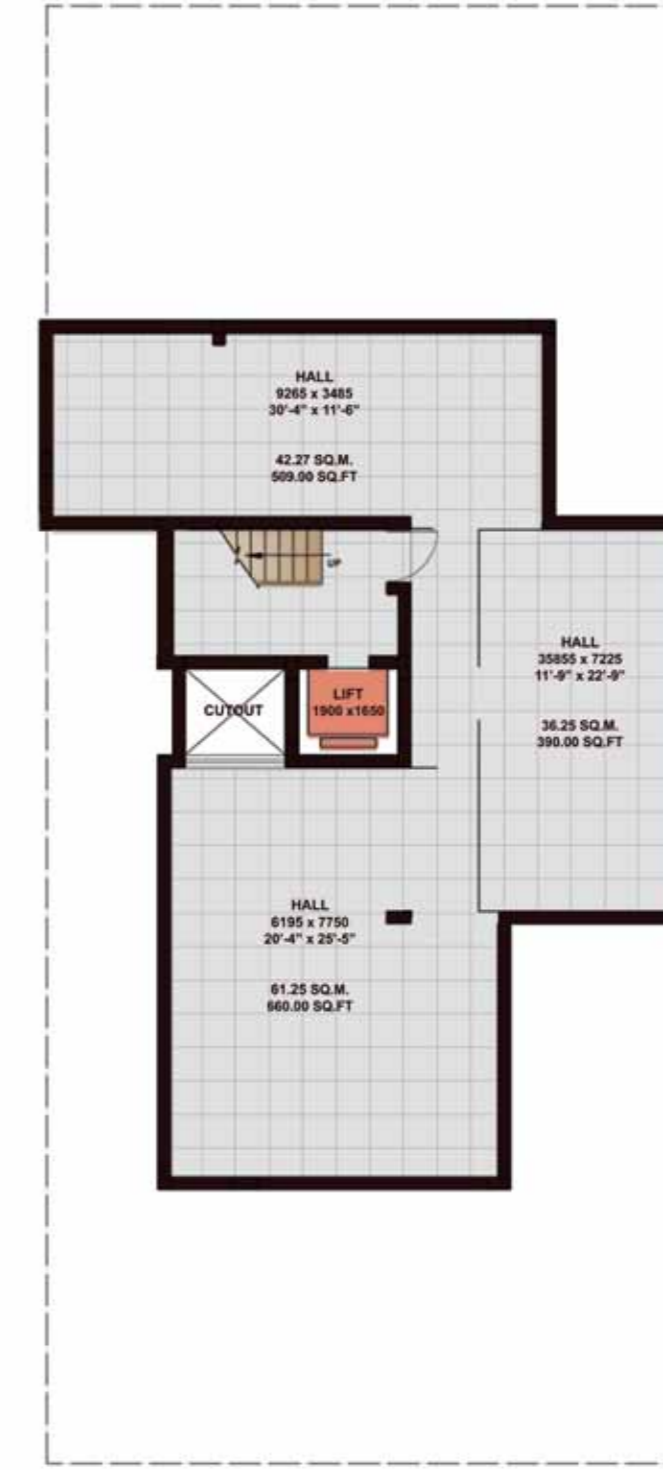 HALL
9265 x 3485
30'-4" x 11'-6"
42.27 SQ.M.
509.00 SQ.FT
UP
HALL
35855 x 7225
11'-9" x 22'-9"
36.25 SQ.M.
390.00 SQ.FT
LIFT
1900 x1650
CUTOUT
HALL
6195 x 7750
20'-4" x 25'-5"
61.25 SQ.M.
660.00 SQ.FT